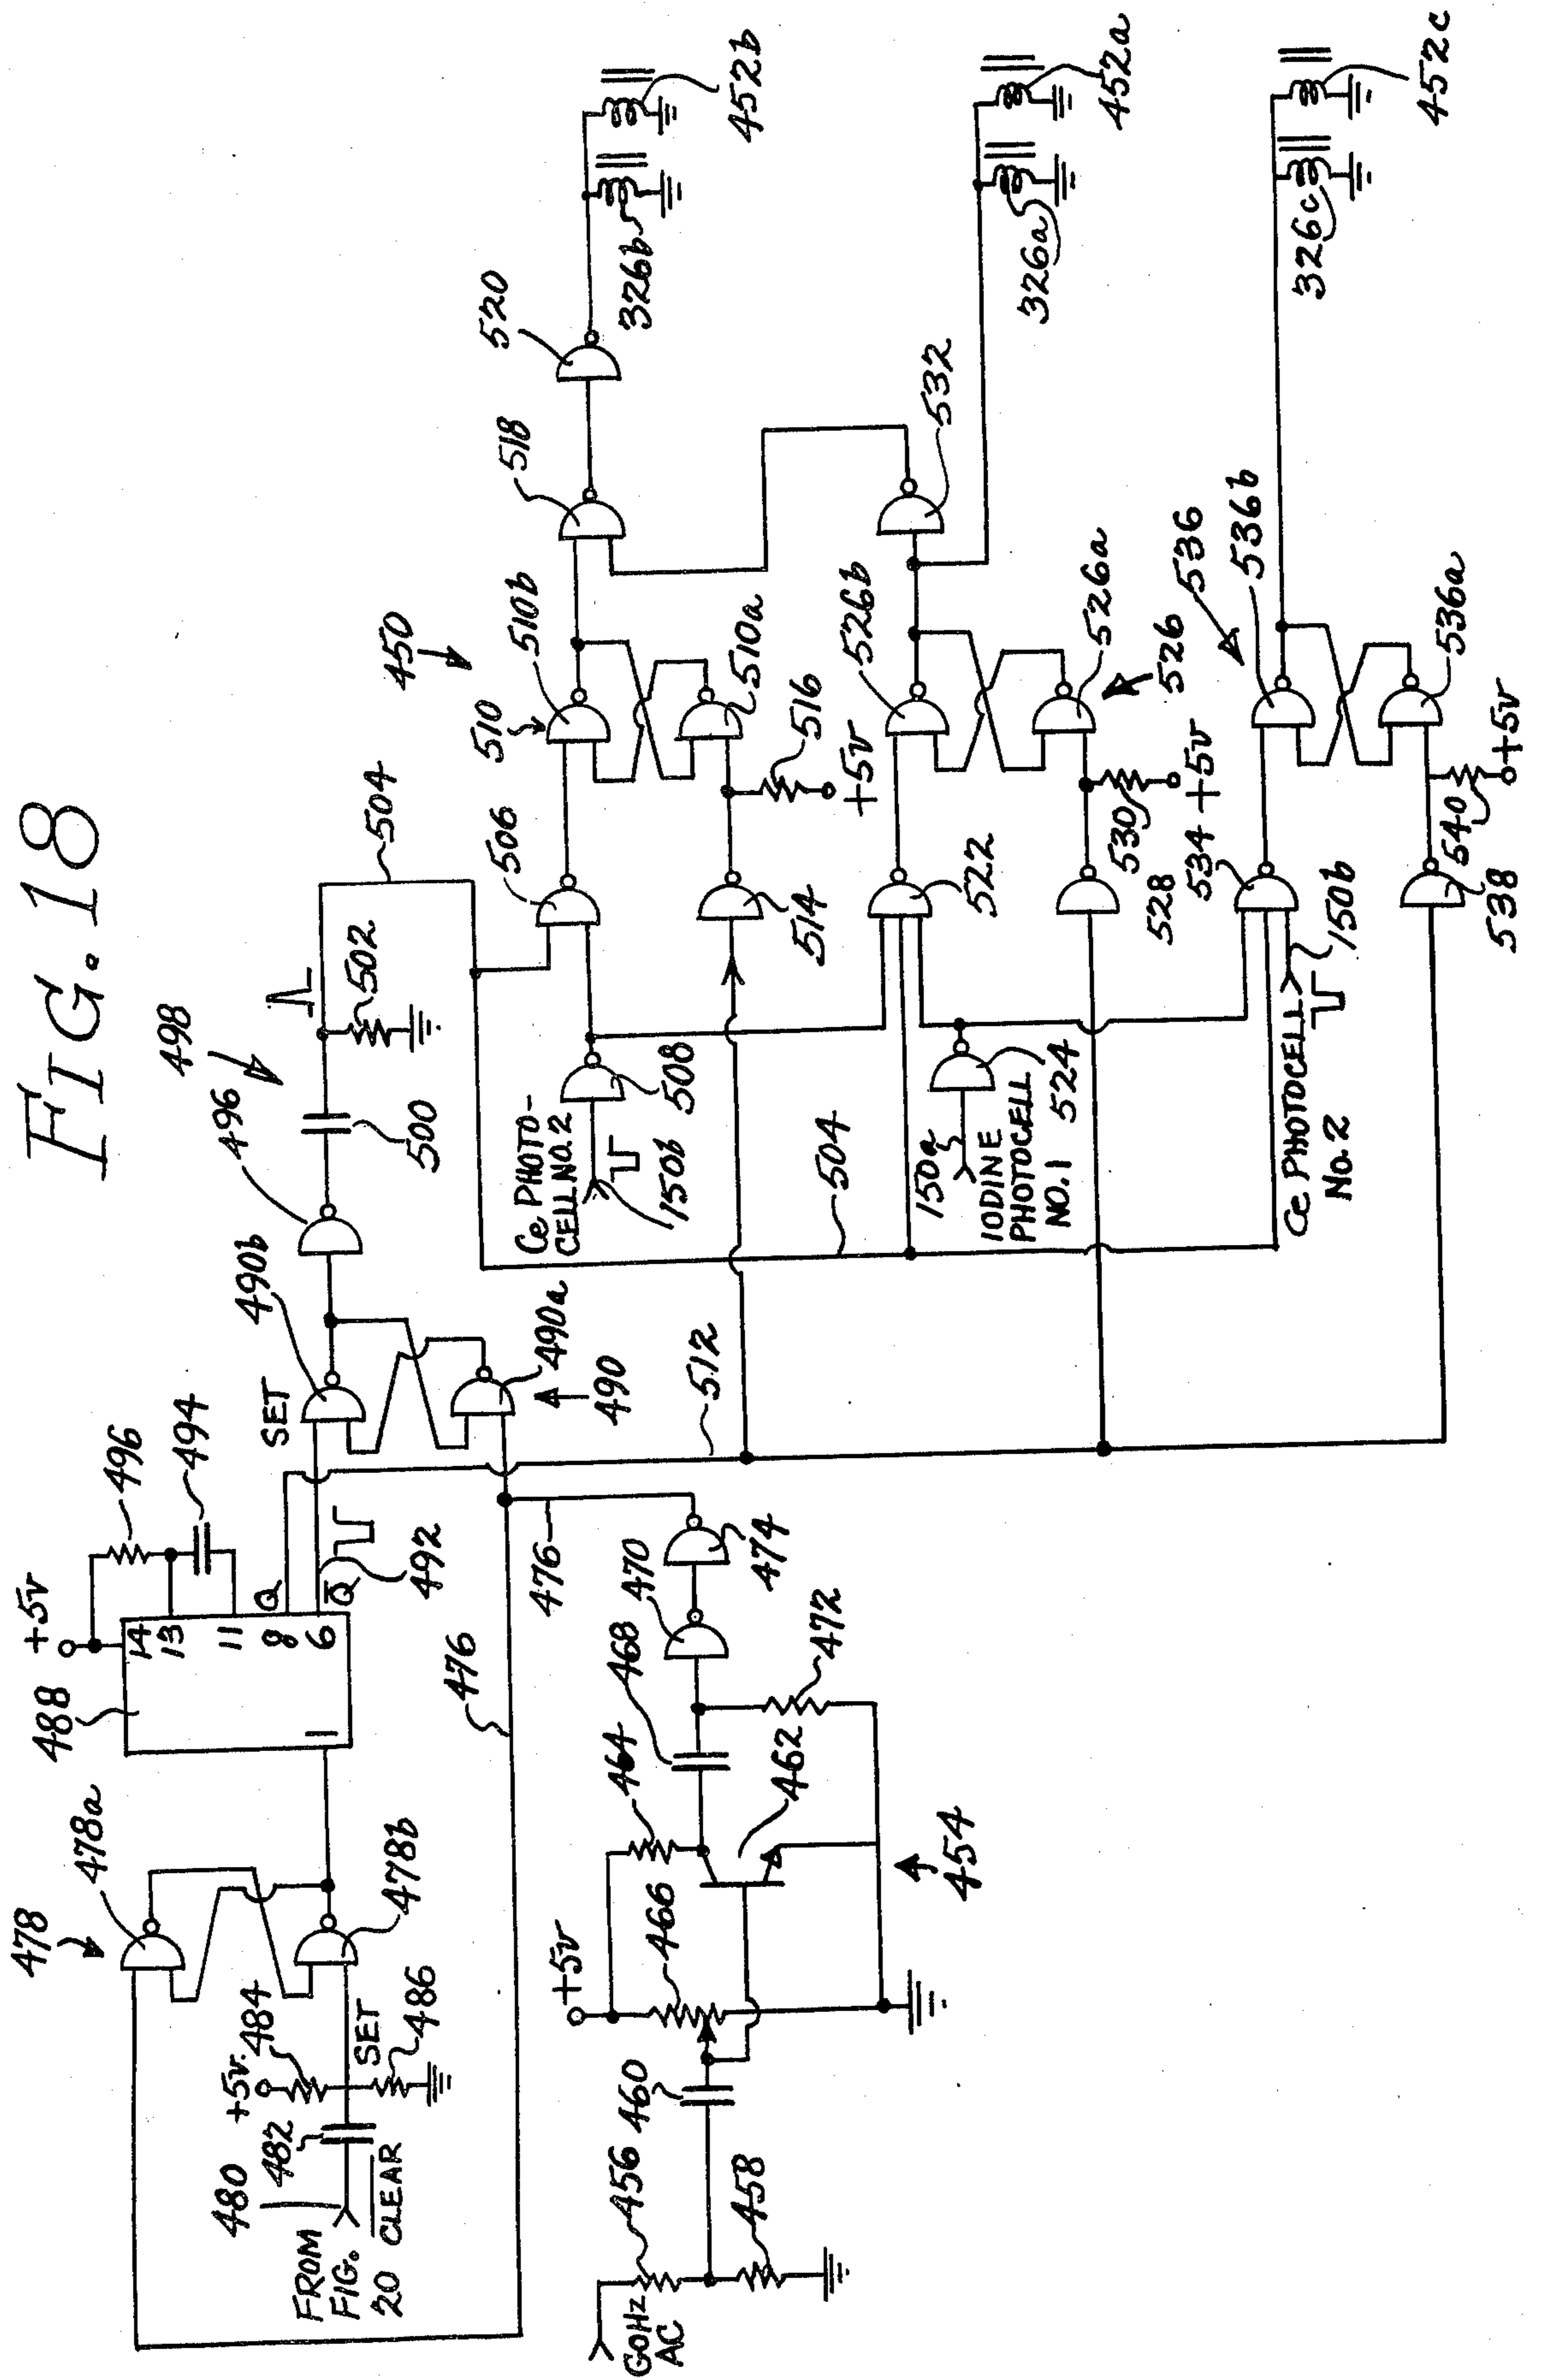 FIG. 18
478
478a
488
+5v
496
494
14
13
11
8
Q
6
Q̅
1
SET
490b
496
498
504
+5v
484
482
480
FROM
FIG.
20
C̅L̅E̅A̅R̅
SET
486
478b
476
492
490a
490
500
502
476
512
504
60HZ
AC
456
458
460
+5v
466
464
468
470
474
462
472
454
Ce PHOTO-
CELL NO. 2
150b
508
506
514
510
510b
450
510a
516
+5v
518
520
326b
452b
150a
IODINE
PHOTOCELL
NO. 1
524
522
526b
526a
526
528
530
+5v
532
326a
452a
Ce PHOTOCELL
No. 2
150b
534
536
536b
536a
538
540
+5v
326c
452c